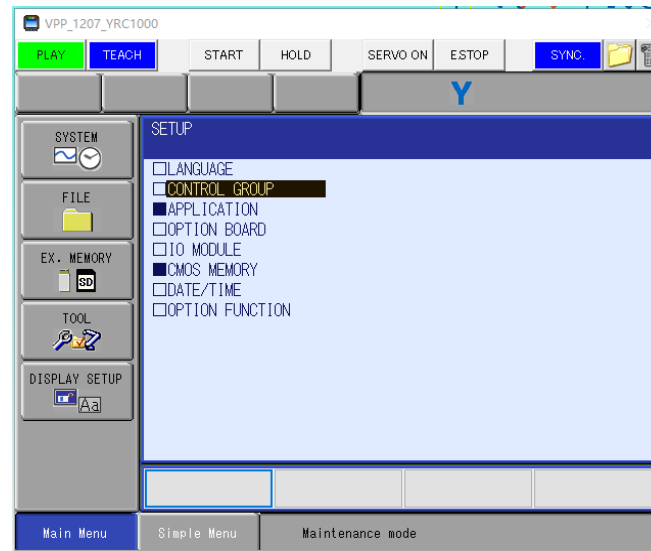 VPP_1207_YRC1000
PLAY TEACH START HOLD SERVO ON E.STOP SYNC.
Y
SYSTEM
FILE
EX. MEMORY
SD
TOOL
DISPLAY SETUP
Aa
SETUP
LANGUAGE
CONTROL GROUP
APPLICATION
OPTION BOARD
IO MODULE
CMOS MEMORY
DATE/TIME
OPTION FUNCTION
Main Menu Simple Menu Maintenance mode